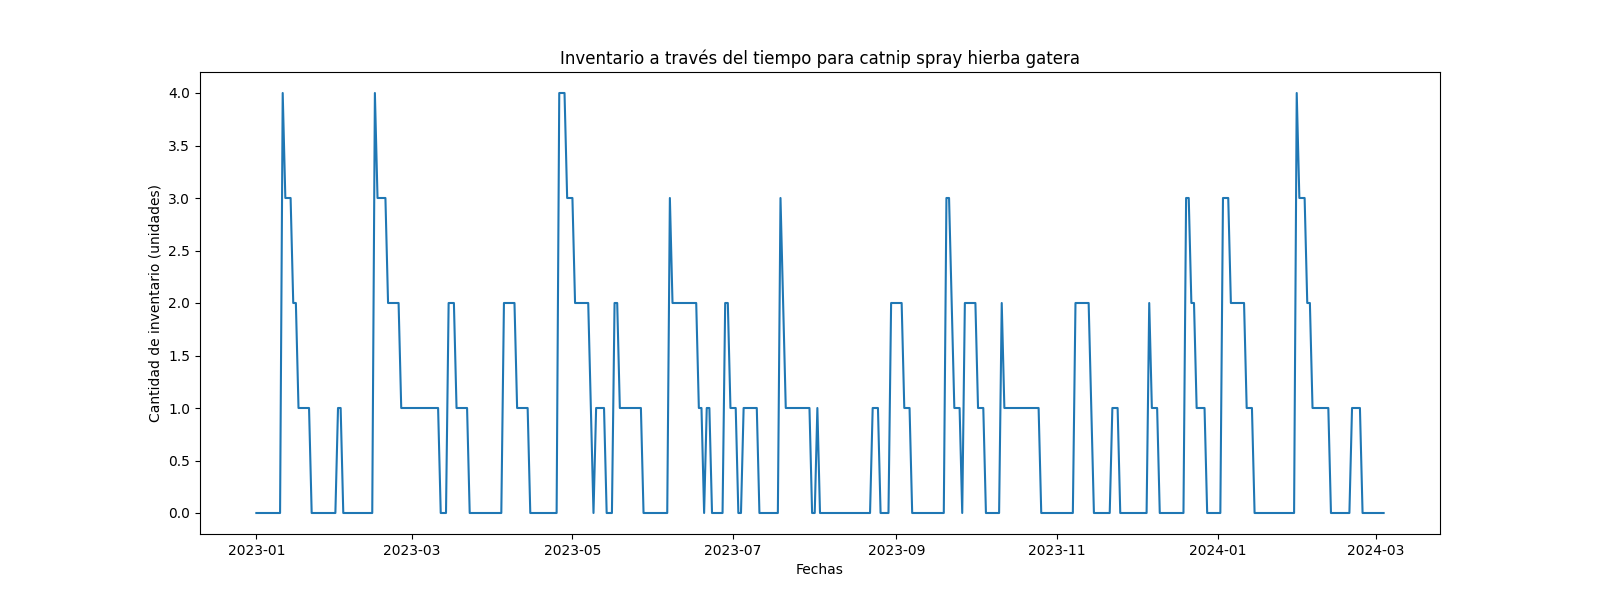 Inventario a través del tiempo para catnip spray hierba gatera
Cantidad de inventario (unidades)
4.0
3.5
3.0
2.5
2.0
1.5
1.0
0.5
0.0
2023-01 2023-03 2023-05 2023-07 2023-09 2023-11 2024-01 2024-03
Fechas